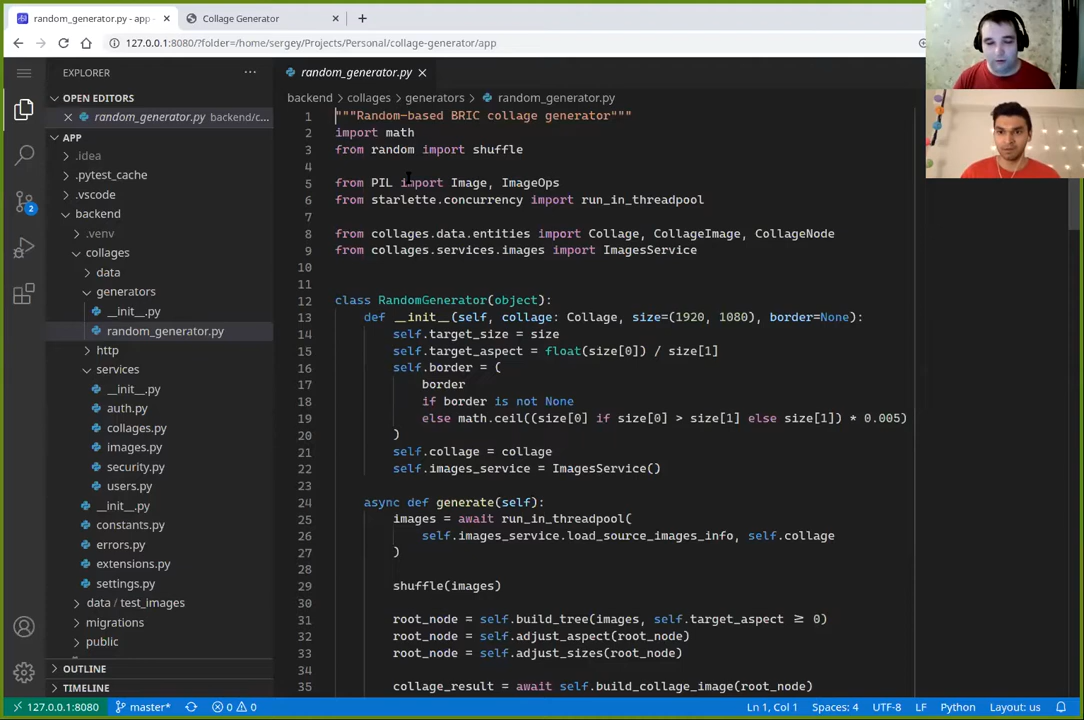 random_generator.py - app
Collage Generator
127.0.0.1:8080/?folder=/home/sergey/Projects/Personal/collage-generator/app
EXPLORER
OPEN EDITORS
random_generator.py backend/c...
APP
.idea
.pytest_cache
.vscode
backend
.venv
collages
data
generators
__init__.py
random_generator.py
http
services
__init__.py
auth.py
collages.py
images.py
security.py
users.py
__init__.py
constants.py
errors.py
extensions.py
settings.py
data / test_images
migrations
public
OUTLINE
TIMELINE
2
random_generator.py
backend > collages > generators > random_generator.py
1 """Random-based BRIC collage generator"""
2 import math
3 from random import shuffle
4
5 from PIL import Image, ImageOps
6 from starlette.concurrency import run_in_threadpool
7
8 from collages.data.entities import Collage, CollageImage, CollageNode
9 from collages.services.images import ImagesService
10
11
12 class RandomGenerator(object):
13 def __init__(self, collage: Collage, size=(1920, 1080), border=None):
14 self.target_size = size
15 self.target_aspect = float(size[0]) / size[1]
16 self.border = (
17 border
18 if border is not None
19 else math.ceil((size[0] if size[0] > size[1] else size[1]) * 0.005)
20 )
21 self.collage = collage
22 self.images_service = ImagesService()
23
24 async def generate(self):
25 images = await run_in_threadpool(
26 self.images_service.load_source_images_info, self.collage
27 )
28
29 shuffle(images)
30
31 root_node = self.build_tree(images, self.target_aspect ≥ 0)
32 root_node = self.adjust_aspect(root_node)
33 root_node = self.adjust_sizes(root_node)
34
35 collage_result = await self.build_collage_image(root_node)
127.0.0.1:8080 master* 0 0 Ln 1, Col 1 Spaces: 4 UTF-8 LF Python Layout: us